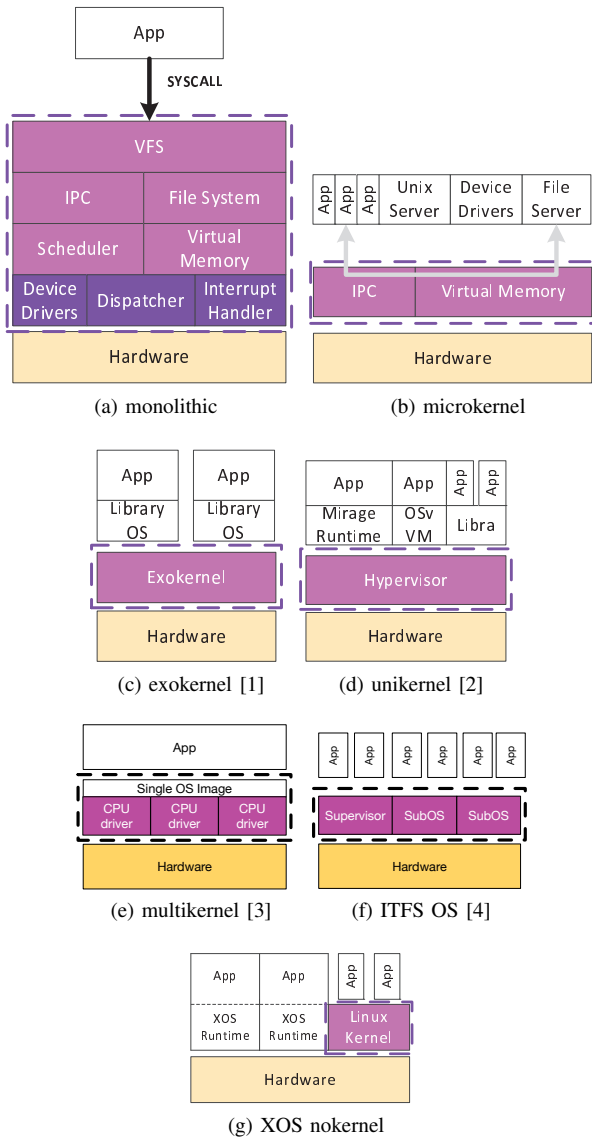 App
SYSCALL
VFS
IPC File System
Scheduler Virtual
Memory
Device
Drivers Dispatcher Interrupt
Handler
Hardware
(a) monolithic
App App App Unix
Server Device
Drivers File
Server
IPC Virtual Memory
Hardware
(b) microkernel
App App
Library
OS Library
OS
Exokernel
Hardware
(c) exokernel [1]
App App App App
Mirage
Runtime OSv
VM Libra
Hypervisor
Hardware
(d) unikernel [2]
App
Single OS Image
CPU
driver CPU
driver CPU
driver
Hardware
(e) multikernel [3]
App App App App App App
Supervisor SubOS SubOS
Hardware
(f) ITFS OS [4]
App App App App
XOS
Runtime XOS
Runtime Linux
Kernel
Hardware
(g) XOS nokernel